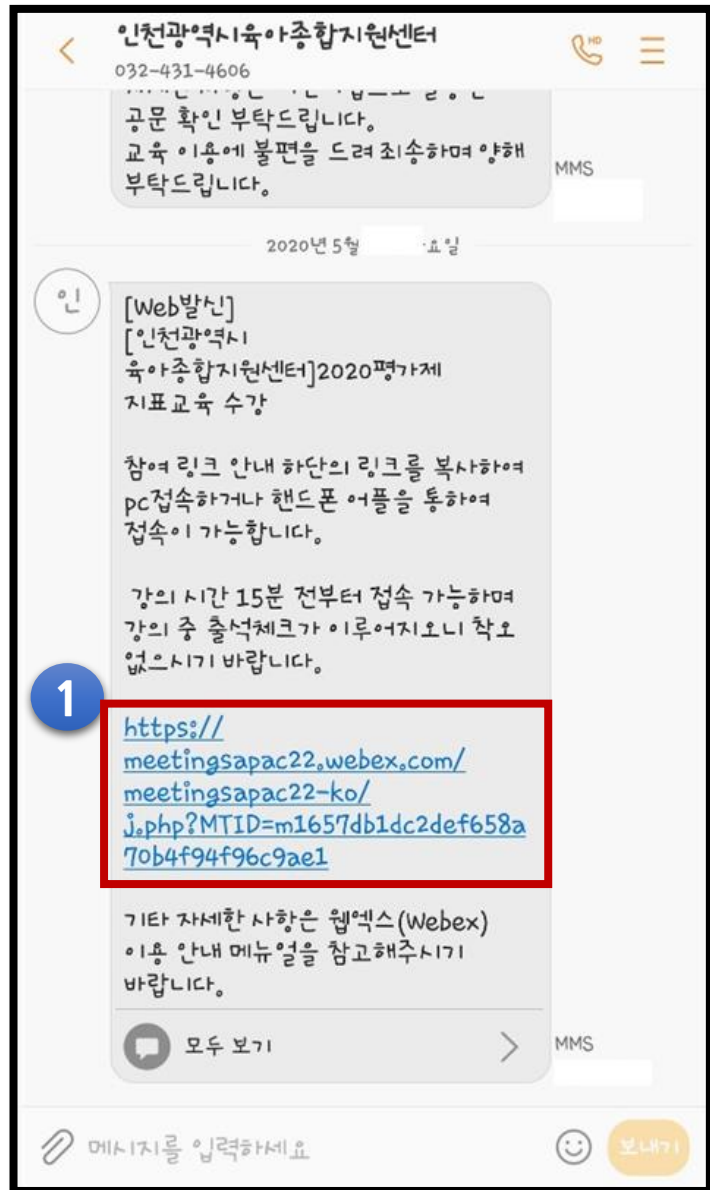 인천광역시육아종합지원센터
032-431-4606
공문 확인 부탁드립니다.
교육 이용에 불편을 드려 죄송하며 양해
부탁드립니다.
MMS
2020년 5월 요일
인
[Web발신]
[인천광역시
육아종합지원센터]2020평가제
지표교육 수강
참여 링크 안내 하단의 링크를 복사하여
pc접속하거나 핸드폰 어플을 통하여
접속이 가능합니다.
강의 시간 15분 전부터 접속 가능하며
강의 중 출석체크가 이루어지오니 착오
없으시기 바랍니다.
1
https://
meetingsapac22.webex.com/
meetingsapac22-ko/
j.php?MTID=m1657db1dc2def658a
70b4f94f96c9ae1
기타 자세한 사항은 웹엑스(Webex)
이용 안내 메뉴얼을 참고해주시기
바랍니다.
모두 보기
MMS
메시지를 입력하세요
보내기